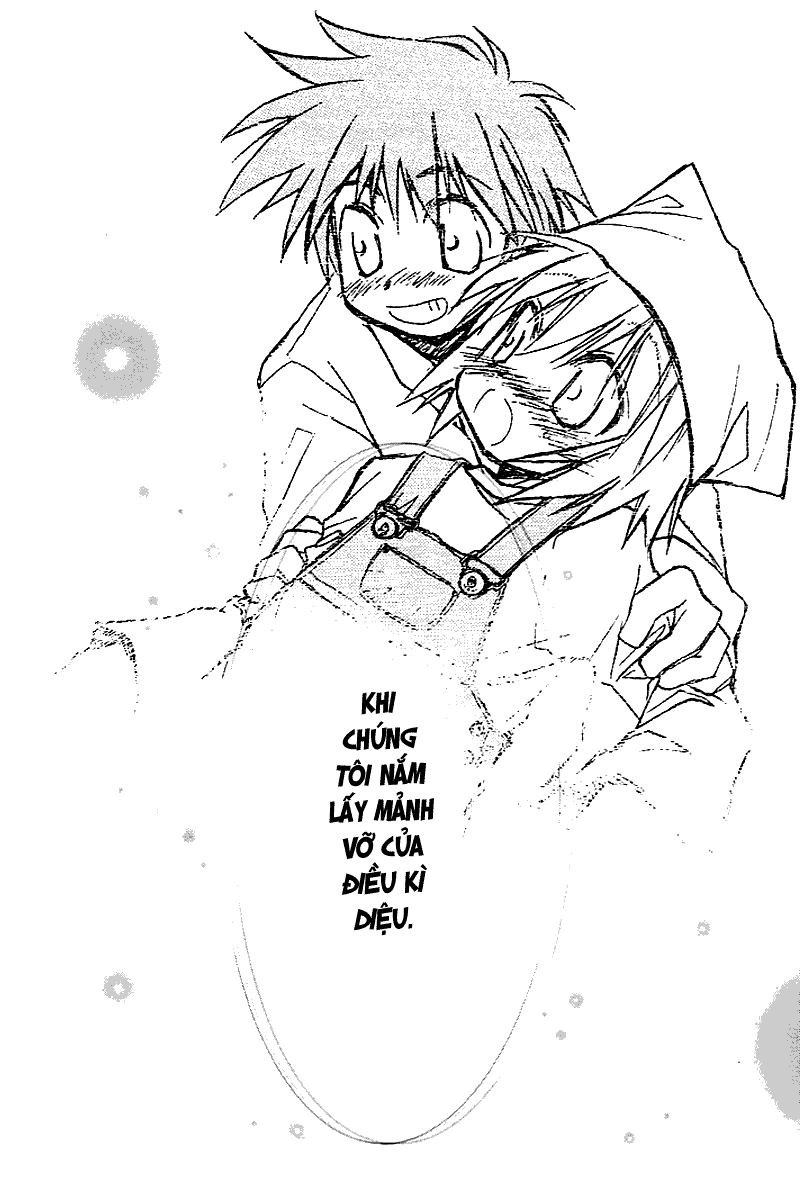 KHI
CHÚNG
TÔI NẮM
LẤY MẢNH
VỠ CỦA
ĐIỀU KÌ
DIỆU.